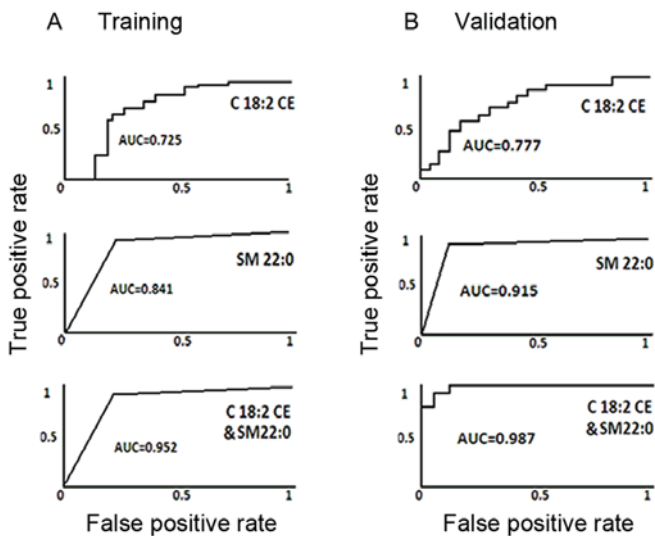 A Training
B Validation
True positive rate
1
0.5
C 18:2 CE
AUC=0.725
0
0.5
1
1
0.5
SM 22:0
AUC=0.841
0
0.5
1
1
0.5
C 18:2 CE
&SM22:0
AUC=0.952
0
0.5
1
False positive rate
True positive rate
1
0.5
C 18:2 CE
AUC=0.777
0
0.5
1
1
0.5
SM 22:0
AUC=0.915
0
0.5
1
1
0.5
C 18:2 CE
&SM22:0
AUC=0.987
0
0.5
1
False positive rate